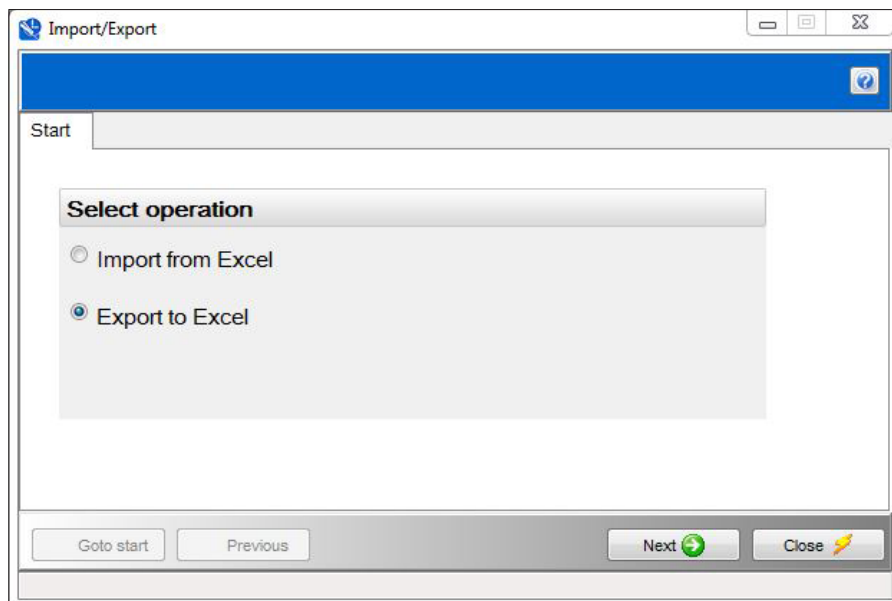 Import/Export
Start
Select operation
Import from Excel
Export to Excel
Goto start
Previous
Next
Close